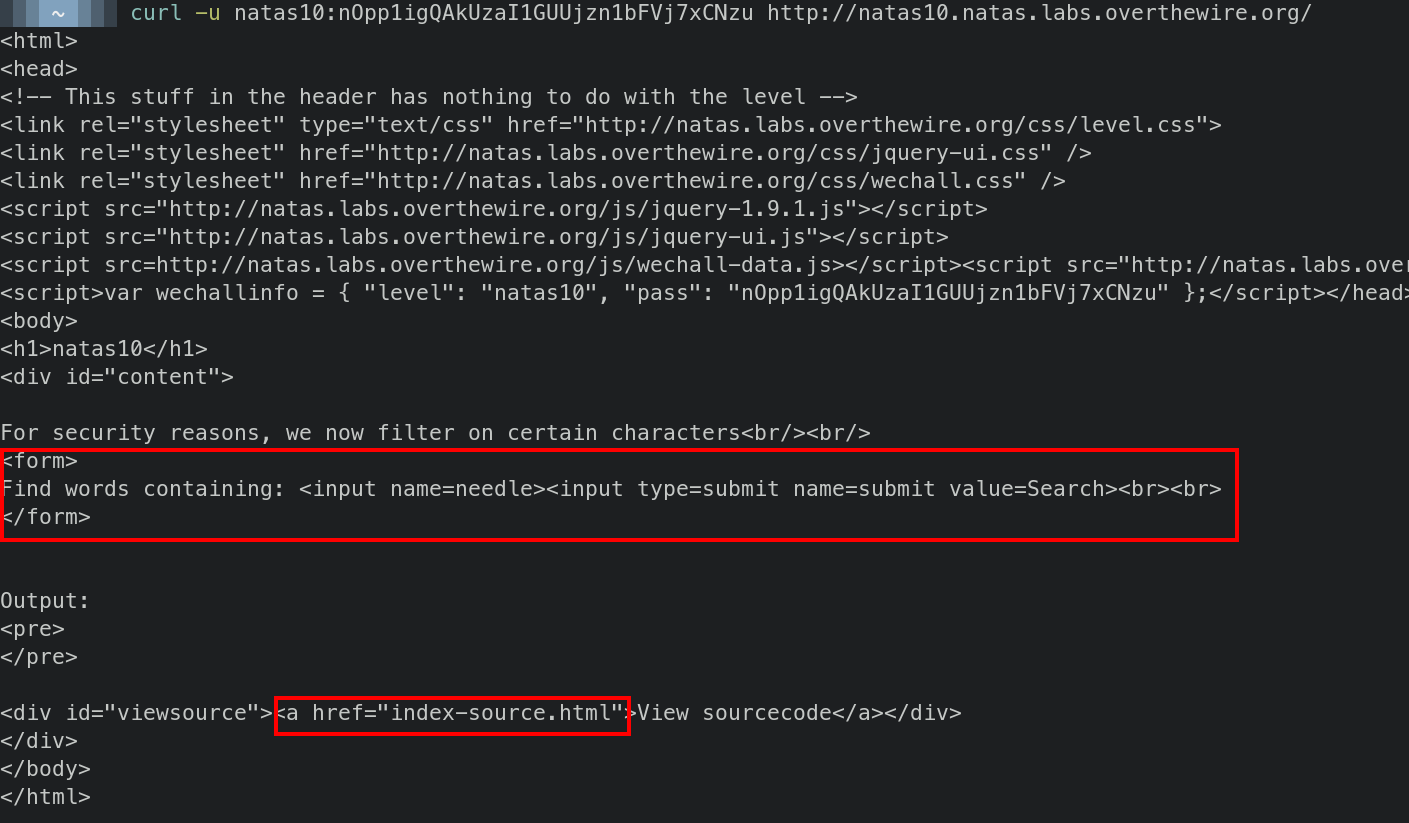 ~ curl -u natas10:nOpp1igQAkUzaI1GUUjzn1bFVj7xCNzu http://natas10.natas.labs.overthewire.org/
<html>
<head>
<!-- This stuff in the header has nothing to do with the level -->
<link rel="stylesheet" type="text/css" href="http://natas.labs.overthewire.org/css/level.css">
<link rel="stylesheet" href="http://natas.labs.overthewire.org/css/jquery-ui.css" />
<link rel="stylesheet" href="http://natas.labs.overthewire.org/css/wechall.css" />
<script src="http://natas.labs.overthewire.org/js/jquery-1.9.1.js"></script>
<script src="http://natas.labs.overthewire.org/js/jquery-ui.js"></script>
<script src=http://natas.labs.overthewire.org/js/wechall-data.js></script><script src="http://natas.labs.over
<script>var wechallinfo = { "level": "natas10", "pass": "nOpp1igQAkUzaI1GUUjzn1bFVj7xCNzu" };</script></head>
<body>
<h1>natas10</h1>
<div id="content">
For security reasons, we now filter on certain characters<br/><br/>
<form>
Find words containing: <input name=needle><input type=submit name=submit value=Search><br><br>
</form>
Output:
<pre>
</pre>
<div id="viewsource"><a href="index-source.html">View sourcecode</a></div>
</div>
</body>
</html>